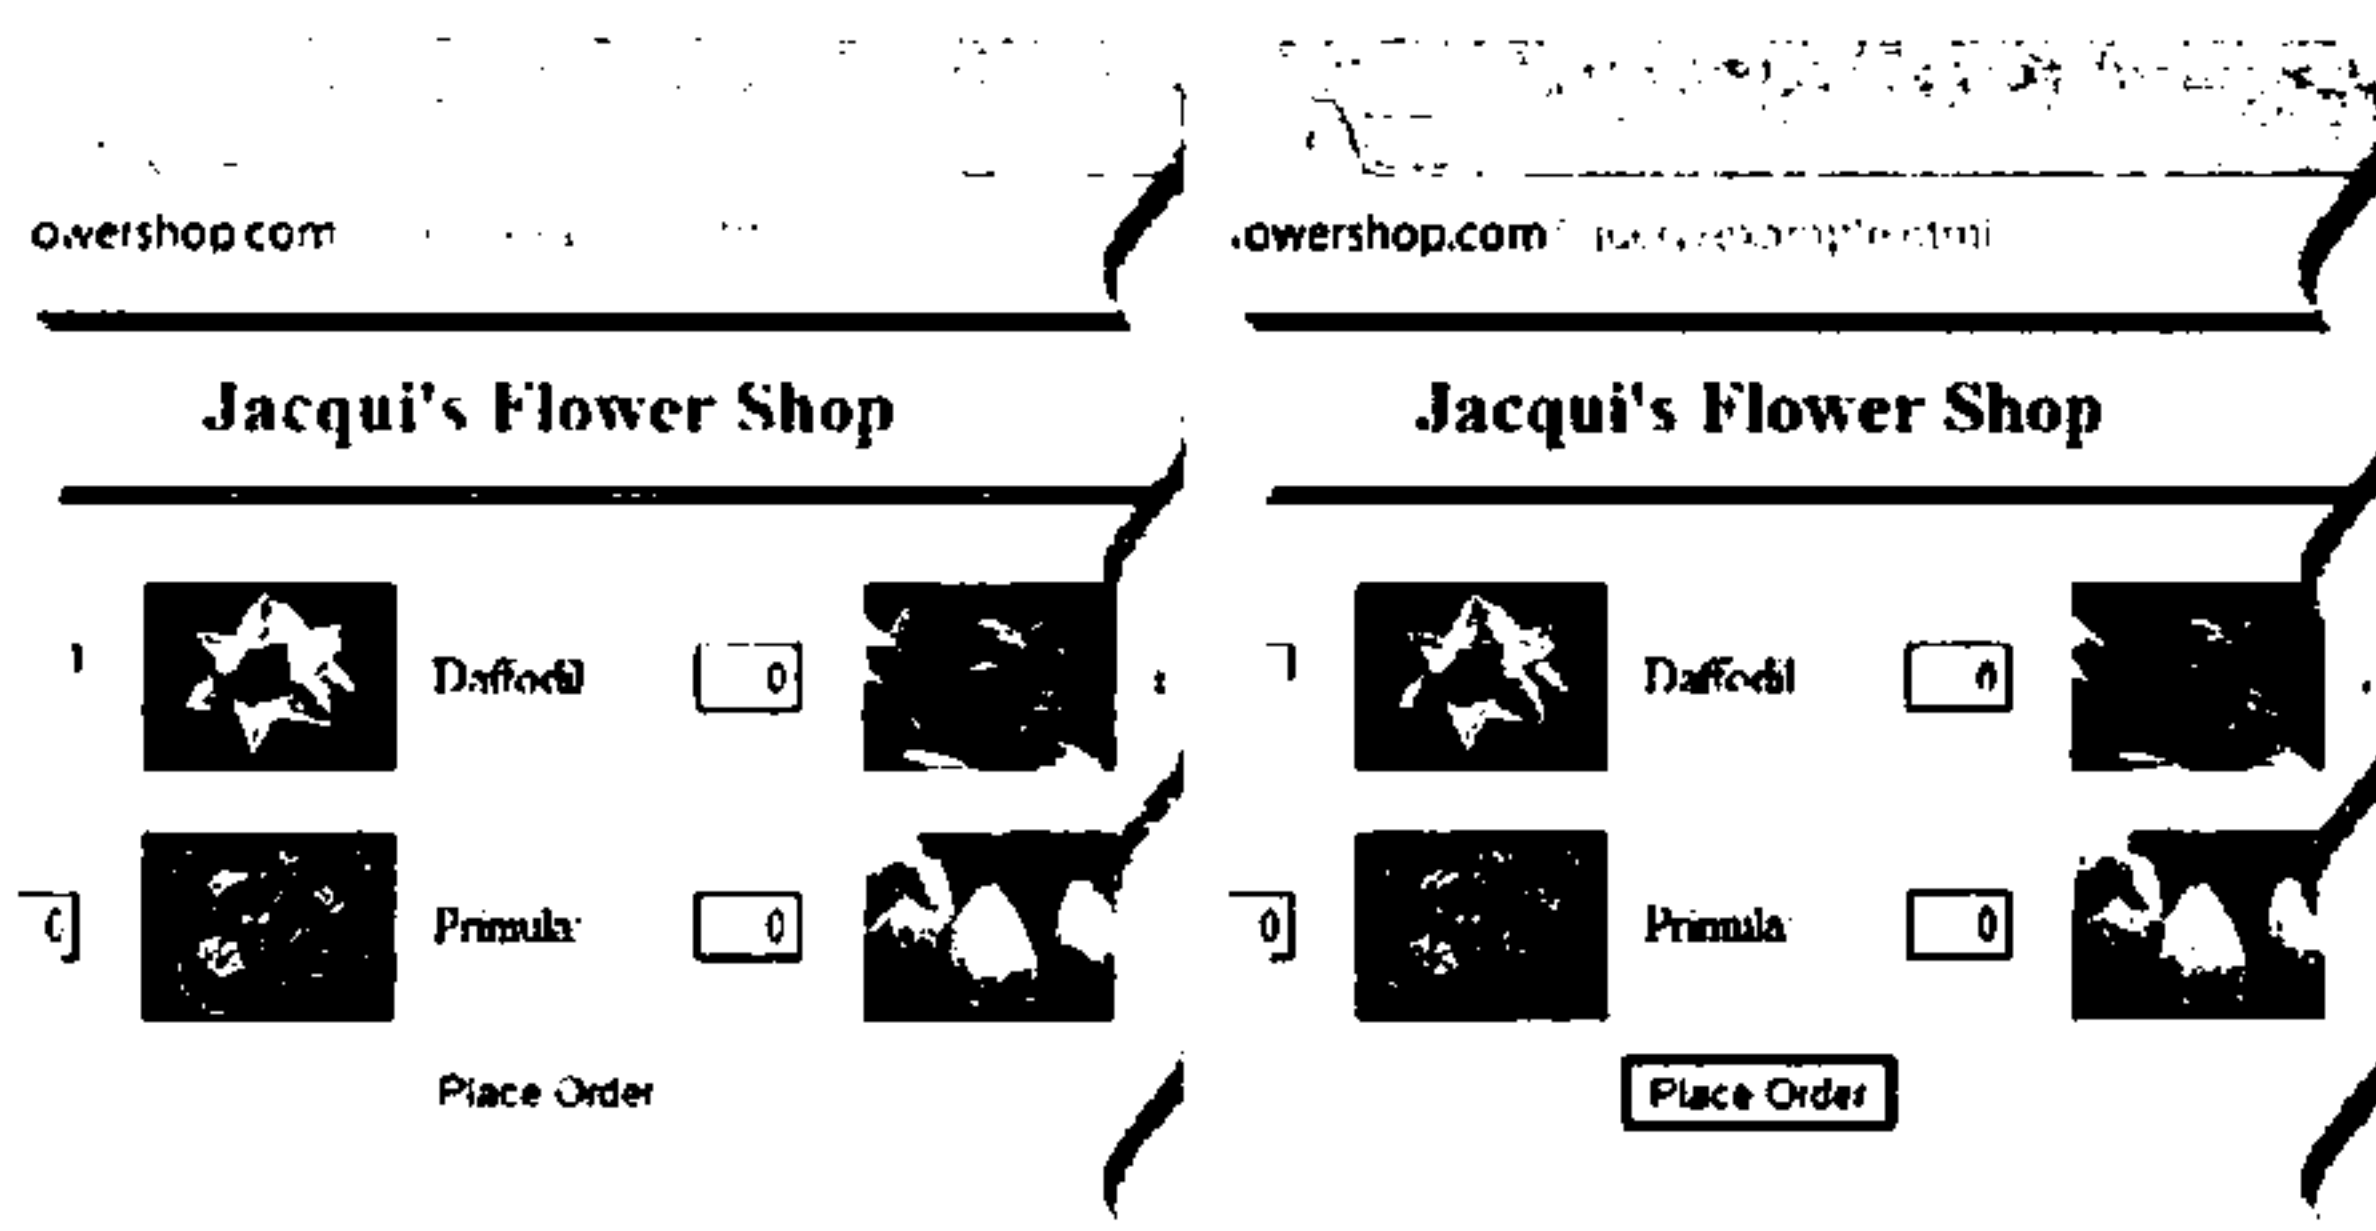 owershop.com
owershop.com
Jacqui's Flower Shop
Jacqui's Flower Shop
Daffodil 0
Daffodil 0
0 Primula: 0
0 Primula 0
Place Order
Place Order